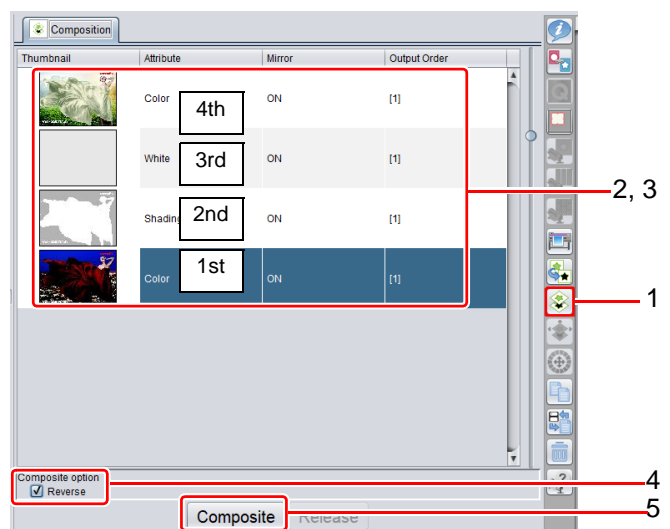 Composition
Thumbnail Attribute Mirror Output Order
Color 4th ON [1]
White 3rd ON [1]
2, 3
Shading 2nd ON [1]
Color 1st ON [1]
1
Composite option
Reverse
4
Composite Release
5